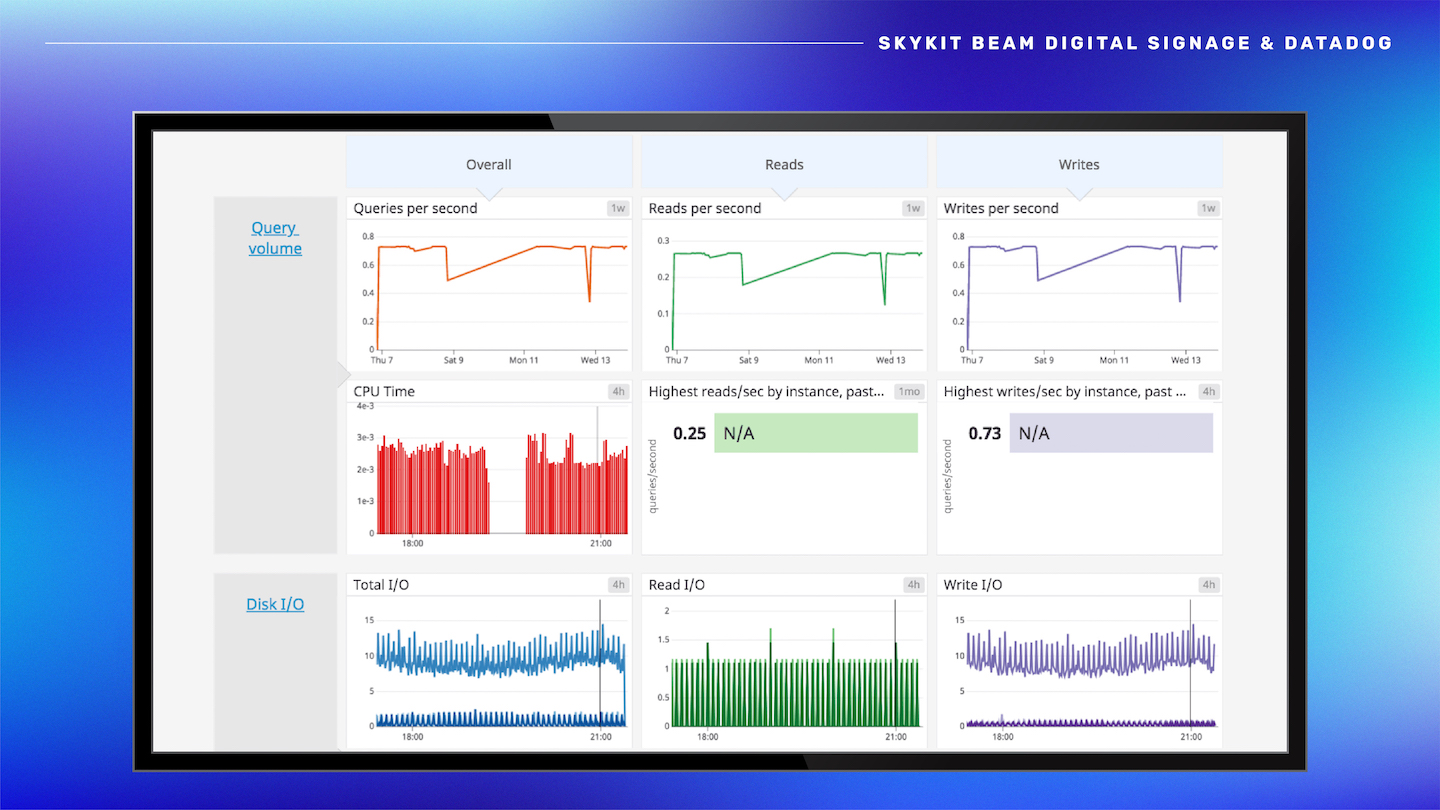 SKYKIT BEAM DIGITAL SIGNAGE & DATADOG
Overall
Reads
Writes
Query
volume
Queries per second 1w
0.8
0.6
0.4
0.2
0
Thu 7 Sat 9 Mon 11 Wed 13
Reads per second 1w
0.3
0.2
0.1
0
Thu 7 Sat 9 Mon 11 Wed 13
Writes per second 1w
0.8
0.6
0.4
0.2
0
Thu 7 Sat 9 Mon 11 Wed 13
CPU Time 4h
4e-3
3e-3
2e-3
1e-3
0
18:00 21:00
Highest reads/sec by instance, past... 1mo
queries/second
0.25 N/A
Highest writes/sec by instance, past ... 4h
queries/second
0.73 N/A
Disk I/O
Total I/O 4h
15
10
5
0
18:00 21:00
Read I/O 4h
2
1.5
1
0.5
0
18:00 21:00
Write I/O 4h
15
10
5
0
18:00 21:00